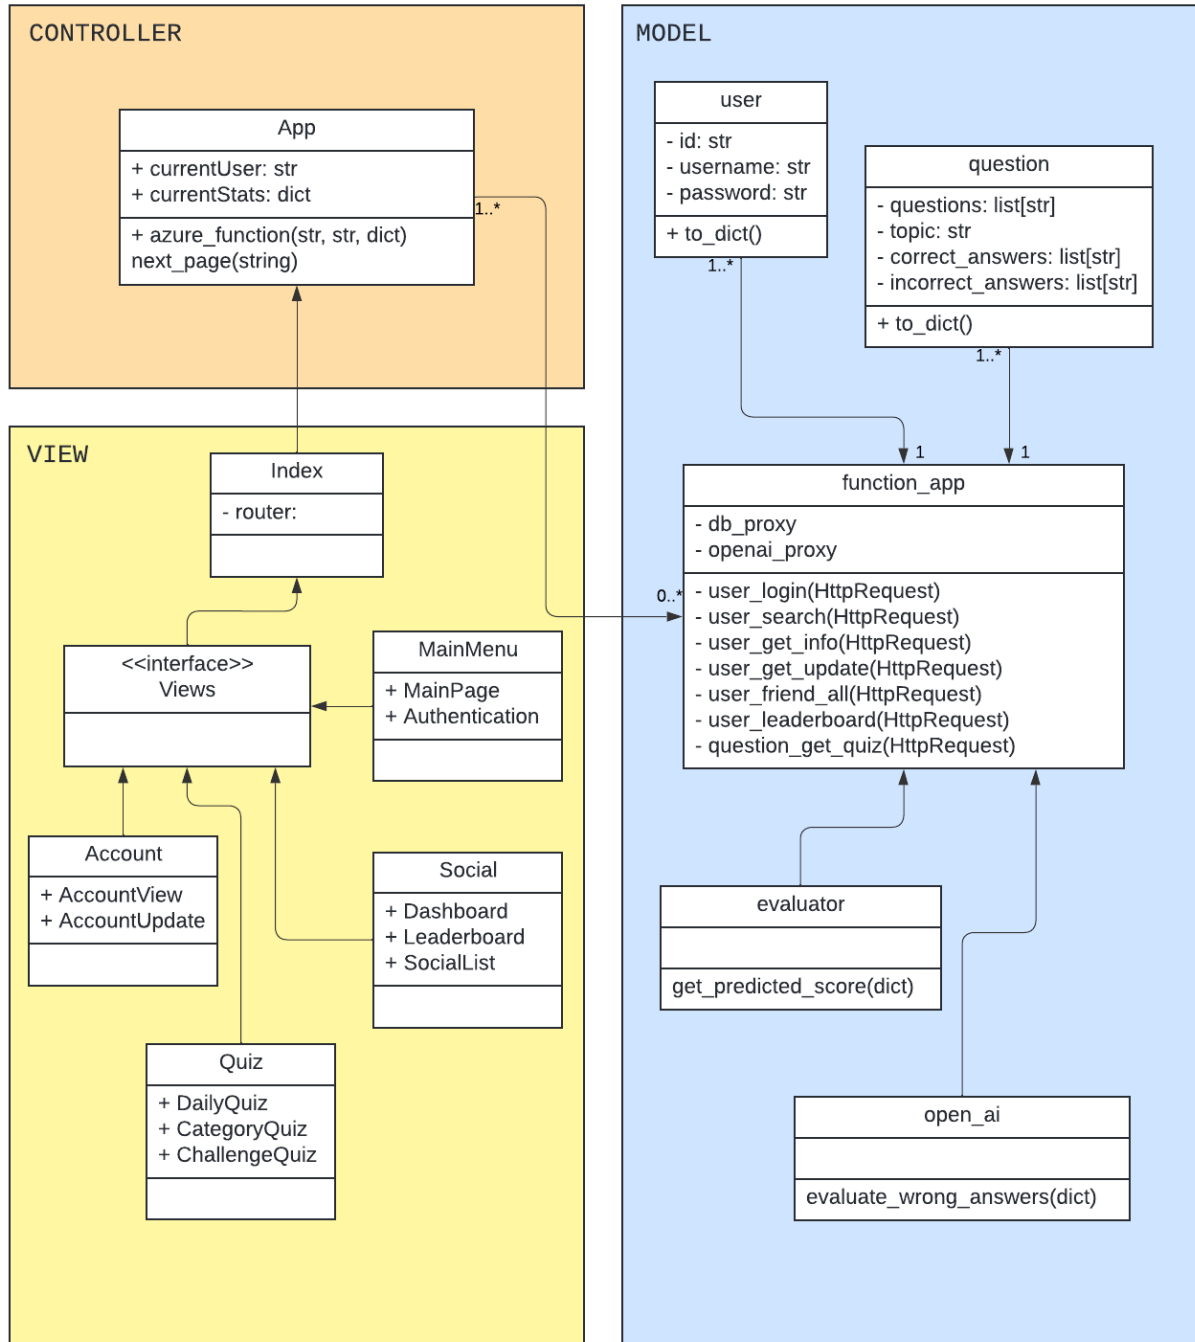 CONTROLLER
App
+ currentUser: str
+ currentStats: dict
+ azure_function(str, str, dict)
next_page(string)
1..*
VIEW
Index
- router:
<<interface>>
Views
MainMenu
+ MainPage
+ Authentication
Account
+ AccountView
+ AccountUpdate
Social
+ Dashboard
+ Leaderboard
+ SocialList
Quiz
+ DailyQuiz
+ CategoryQuiz
+ ChallengeQuiz
MODEL
user
- id: str
- username: str
- password: str
+ to_dict()
1..*
question
- questions: list[str]
- topic: str
- correct_answers: list[str]
- incorrect_answers: list[str]
+ to_dict()
1..*
1
1
function_app
- db_proxy
- openai_proxy
0..*
- user_login(HttpRequest)
- user_search(HttpRequest)
- user_get_info(HttpRequest)
- user_get_update(HttpRequest)
- user_friend_all(HttpRequest)
- user_leaderboard(HttpRequest)
- question_get_quiz(HttpRequest)
evaluator
get_predicted_score(dict)
open_ai
evaluate_wrong_answers(dict)